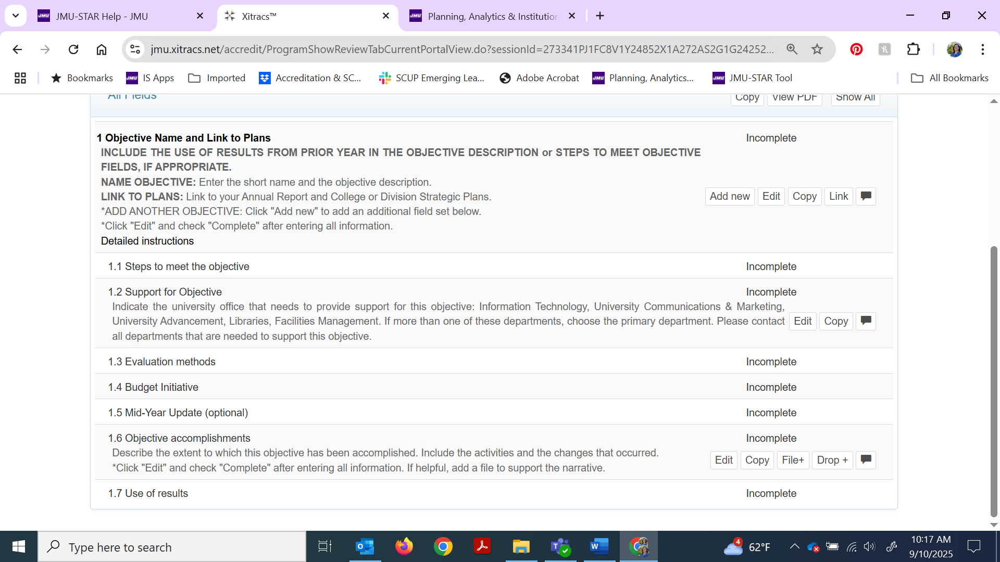 JMU-STAR Help - JMU
Xitracs™
Planning, Analytics & Institution
jmu.xitracs.net/accredit/ProgramShowReviewTabCurrentPortalView.do?sessionId=273341PJ1FC8V1Y24852X1A272AS2G1G24252...
Bookmarks
IS Apps
Imported
Accreditation & SC...
SCUP Emerging Lea...
Adobe Acrobat
Planning, Analytics...
JMU-STAR Tool
All Bookmarks
All Fields
Copy
View PDF
Show All
1 Objective Name and Link to Plans
Incomplete
INCLUDE THE USE OF RESULTS FROM PRIOR YEAR IN THE OBJECTIVE DESCRIPTION or STEPS TO MEET OBJECTIVE
FIELDS, IF APPROPRIATE.
NAME OBJECTIVE: Enter the short name and the objective description.
LINK TO PLANS: Link to your Annual Report and College or Division Strategic Plans.
Add new
Edit
Copy
Link
*ADD ANOTHER OBJECTIVE: Click "Add new" to add an additional field set below.
*Click "Edit" and check "Complete" after entering all information.
Detailed instructions
1.1 Steps to meet the objective
Incomplete
1.2 Support for Objective
Incomplete
Indicate the university office that needs to provide support for this objective: Information Technology, University Communications & Marketing,
University Advancement, Libraries, Facilities Management. If more than one of these departments, choose the primary department. Please contact
all departments that are needed to support this objective.
Edit
Copy
1.3 Evaluation methods
Incomplete
1.4 Budget Initiative
Incomplete
1.5 Mid-Year Update (optional)
Incomplete
1.6 Objective accomplishments
Incomplete
Describe the extent to which this objective has been accomplished. Include the activities and the changes that occurred.
*Click "Edit" and check "Complete" after entering all information. If helpful, add a file to support the narrative.
Edit
Copy
File+
Drop +
1.7 Use of results
Incomplete
Type here to search
4
62°F
10:17 AM
9/10/2025